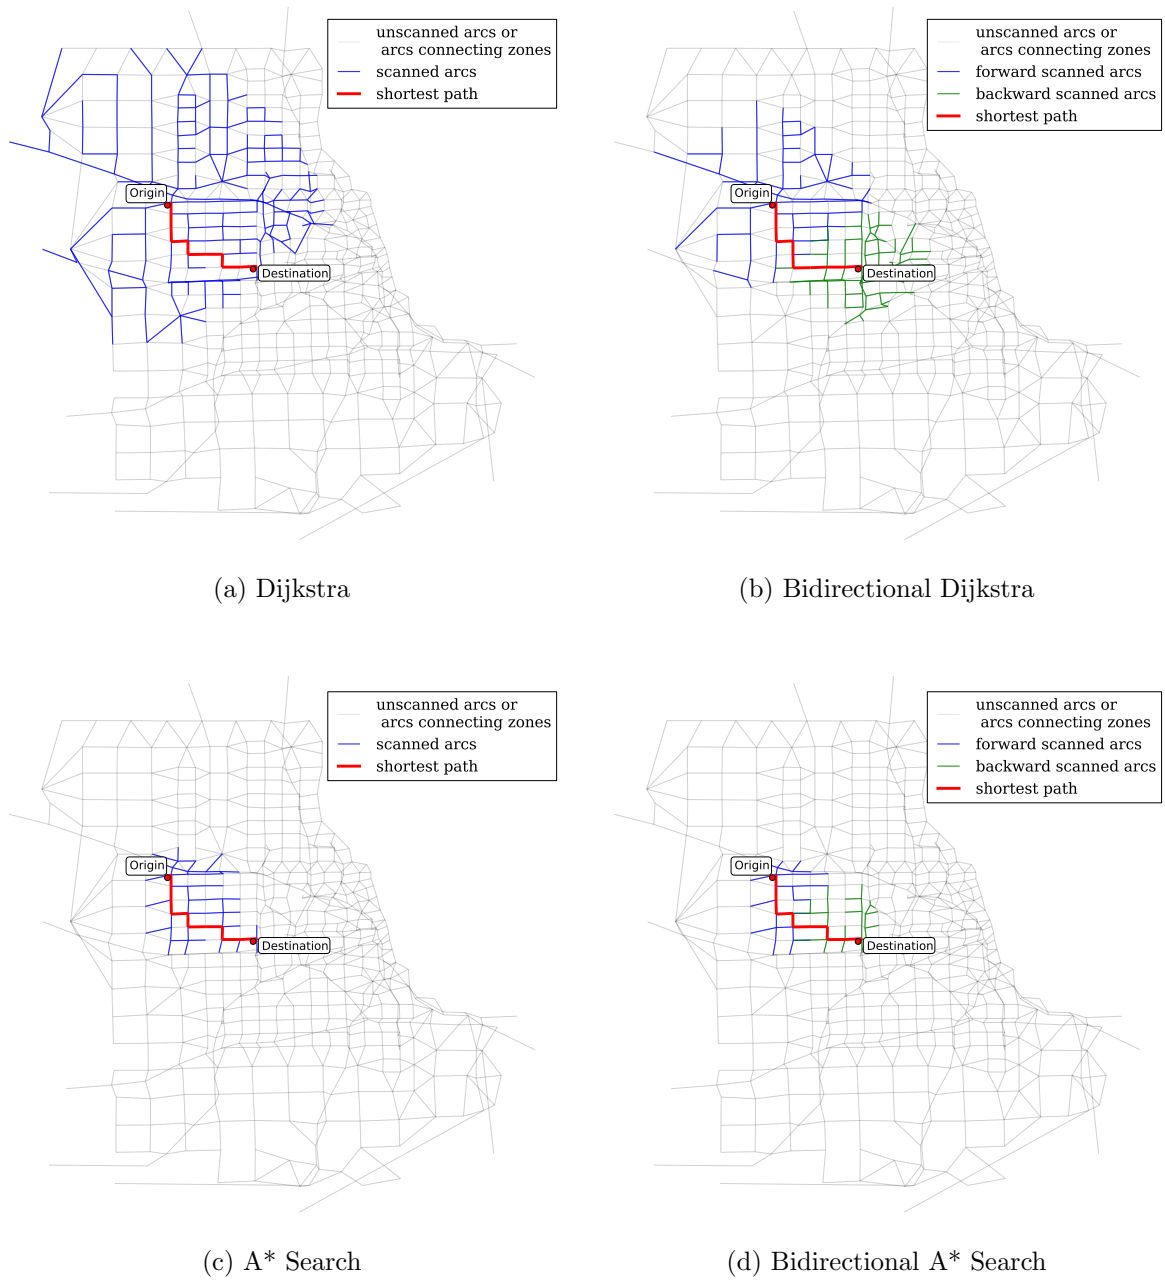 unscanned arcs or
arcs connecting zones
scanned arcs
shortest path
Origin
Destination
(a) Dijkstra
unscanned arcs or
arcs connecting zones
forward scanned arcs
backward scanned arcs
shortest path
Origin
Destination
(b) Bidirectional Dijkstra
unscanned arcs or
arcs connecting zones
scanned arcs
shortest path
Origin
Destination
(c) A* Search
unscanned arcs or
arcs connecting zones
forward scanned arcs
backward scanned arcs
shortest path
Origin
Destination
(d) Bidirectional A* Search